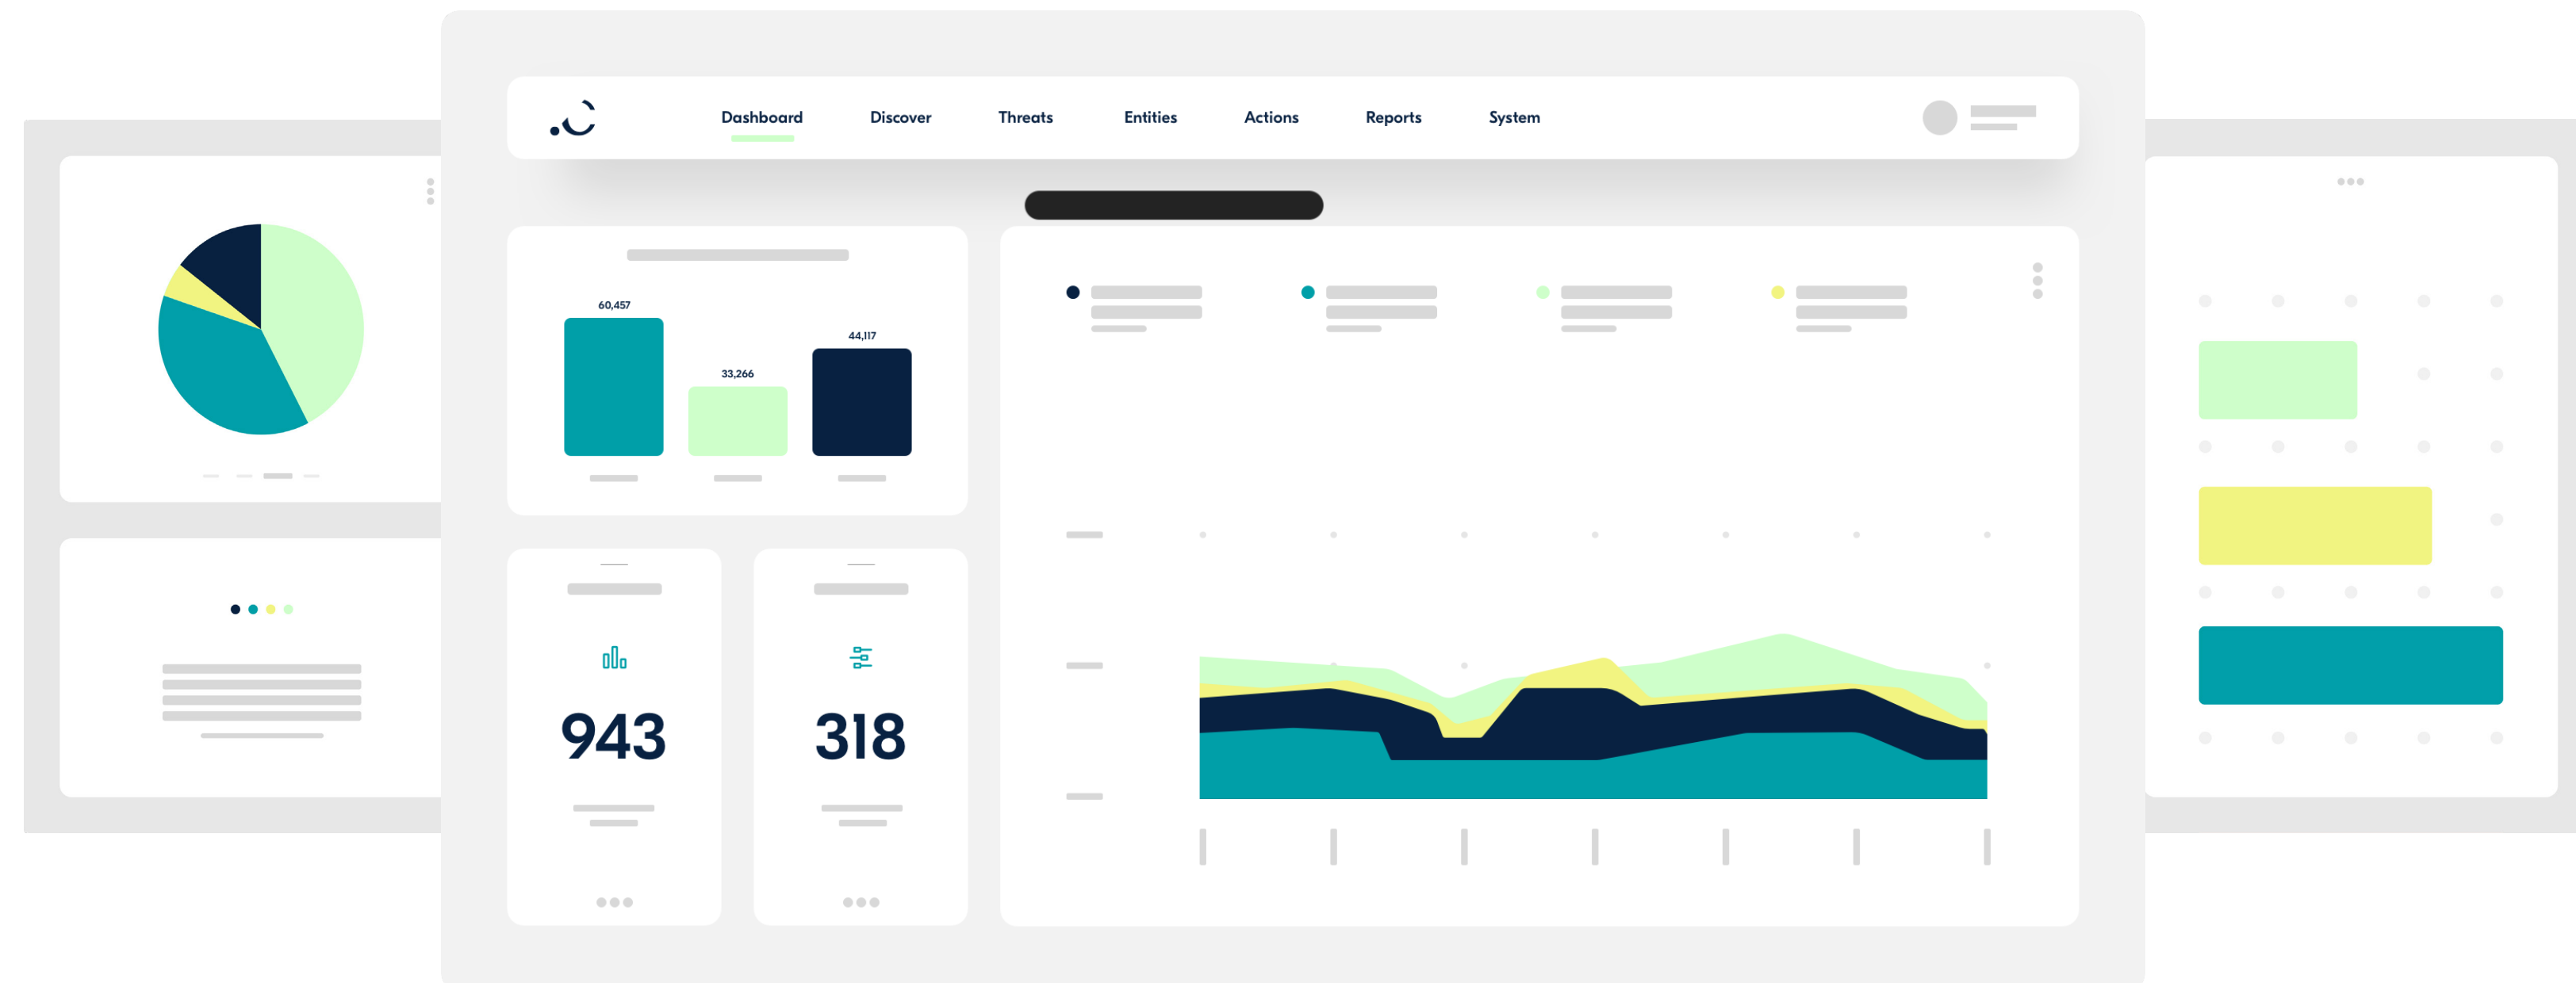 Dashboard Discover Threats Entities Actions Reports System
60,457
44,117
33,266
943 318